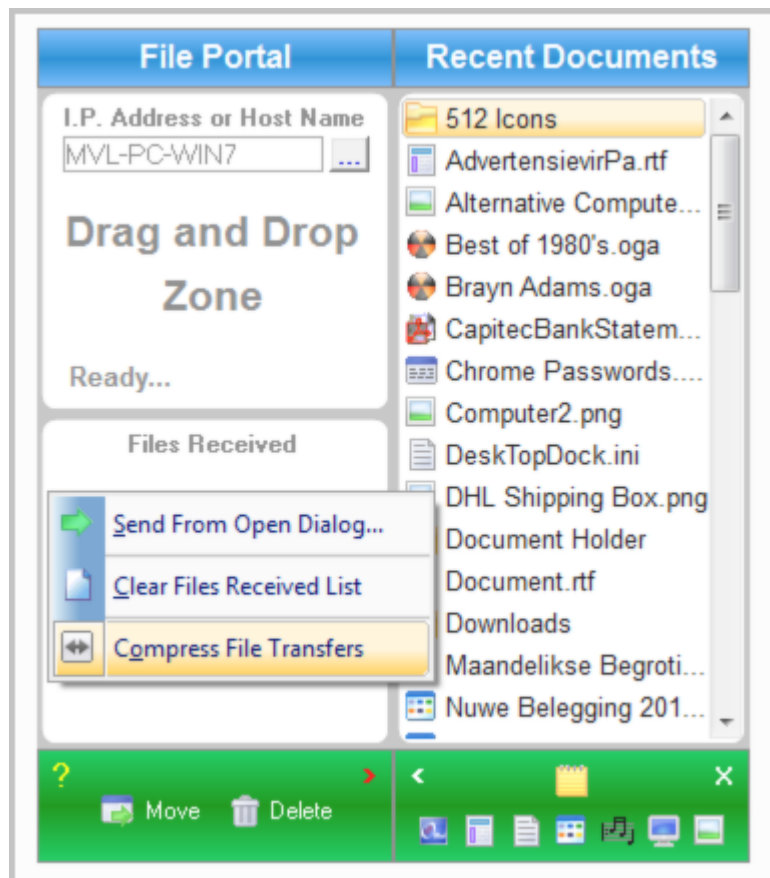 File Portal
Recent Documents
I.P. Address or Host Name
MVL-PC-WIN7
...
Drag and Drop
Zone
Ready...
Files Received
Send From Open Dialog...
Clear Files Received List
Compress File Transfers
512 Icons
AdvertensievirPa.rtf
Alternative Compute...
Best of 1980's.oga
Brayn Adams.oga
CapitecBankStatem...
Chrome Passwords....
Computer2.png
DeskTopDock.ini
DHL Shipping Box.png
Document Holder
Document.rtf
Downloads
Maandelikse Begroti...
Nuwe Belegging 201...
?
Move
Delete
X